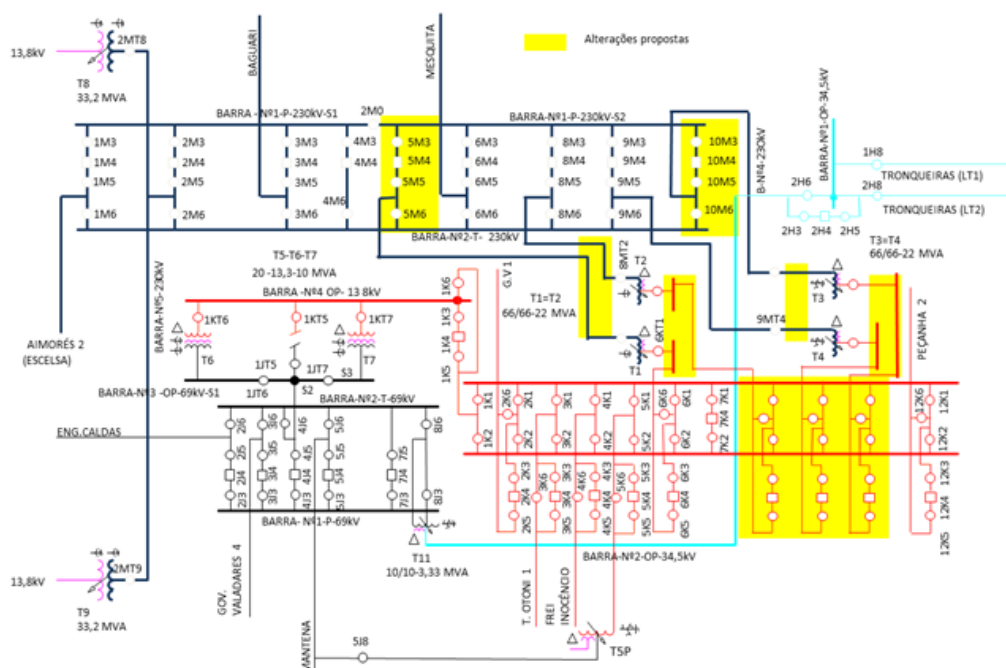 Alterações propostas
2MT8
13,8kV
T8
33,2 MVA
BAGUARI
MESQUITA
BARRA -Nº1-P-230kV-S1
2M0
BARRA-Nº1-P-230kV-S2
B-Nº4-230kV
BARRA-Nº1-OP-34,5kV
1M3
1M4
1M5
1M6
2M3
2M4
2M5
2M6
3M3
3M4
3M5
3M6
4M3
4M4
4M6
5M3
5M4
5M5
5M6
6M3
6M4
6M5
6M6
8M3
8M4
8M5
8M6
9M3
9M4
9M5
9M6
10M3
10M4
10M5
10M6
1H8
TRONQUEIRAS (LT1)
2H6
2H8
TRONQUEIRAS (LT2)
2H3
2H4
2H5
BARRA-Nº2-T- 230kV
T5-T6-T7
20 -13,3-10 MVA
BARRA-Nº5-230kV
BARRA -Nº4 OP- 13 8kV
1KT6
1KT5
1KT7
T6
T7
1K6
1K3
1K4
1K5
G.V 1
T1=T2
66/66-22 MVA
8MT2
T2
6KT1
T1
T3=T4
66/66-22 MVA
T3
9MT4
T4
PEÇANHA 2
AIMORÉS 2
(ESCELSA)
1JT5
1JT7
S3
1JT6
S2
BARRA-Nº3 -OP-69kV-S1
BARRA-Nº2-T-69kV
ENG.CALDAS
2J6
2J5
2J4
2J3
3J6
3J5
3J4
3J3
4J6
4J5
4J4
4J3
5J6
5J5
5J4
5J3
7J5
7J4
7J3
8J6
8J3
BARRA- Nº1-P-69kV
1K1
1K2
2K6
2K1
2K2
3K1
3K2
4K1
4K2
5K1
5K2
6K6
6K1
6K2
7K1
7K4
7K2
12K6
12K1
12K2
2K3
2K4
2K5
3K6
3K3
3K4
3K5
4K6
4K3
4K4
4K5
5K6
5K3
5K4
5K5
6K3
6K4
6K5
12K3
12K4
12K5
T11
10/10-3,33 MVA
BARRA-Nº2-OP-34,5kV
13,8kV
2MT9
T9
33,2 MVA
GOV.
VALADARES 4
MANTENA
5J8
T. OTONI 1
FREI
INOCÊNCIO
T5P